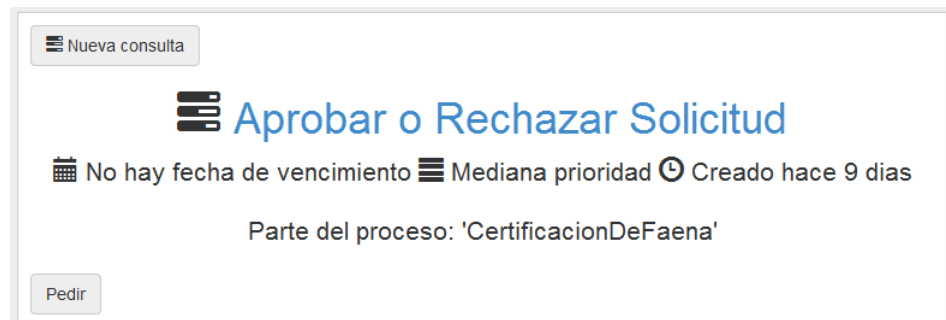 Nueva consulta
Aprobar o Rechazar Solicitud
No hay fecha de vencimiento Mediana prioridad Creado hace 9 dias
Parte del proceso: 'CertificacionDeFaena'
Pedir